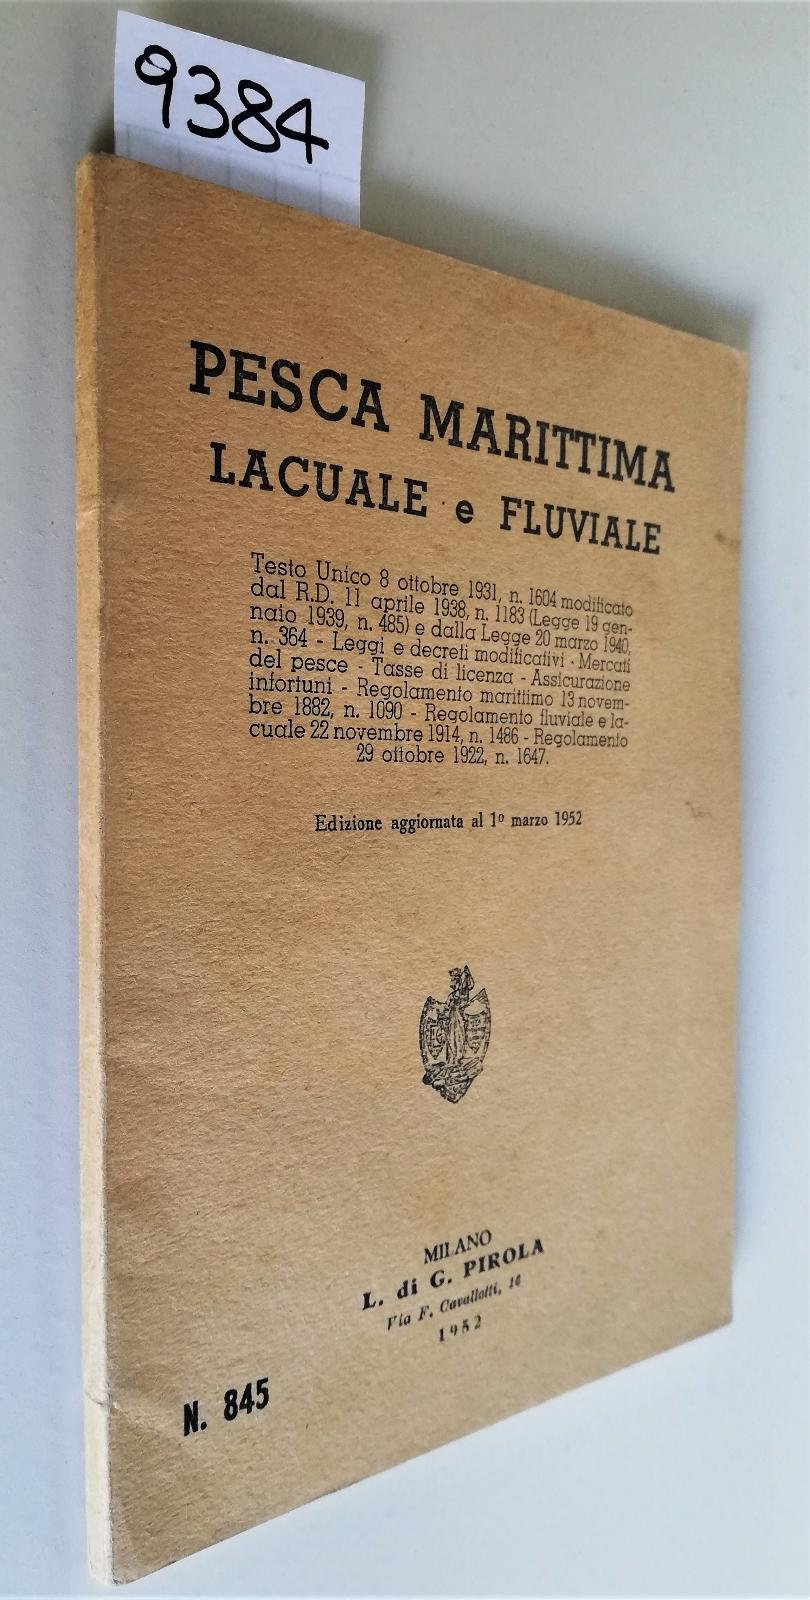 9384
PESCA MARITTIMA
LACUALE e FLUVIALE
Testo Unico 8 ottobre 1931, n. 1604 modificato
dal R.D. 11 aprile 1938, n. 1183 (Legge 19 gen-
naio 1939, n. 485) e dalla Legge 20 marzo 1940,
n. 364 - Leggi e decreti modificativi - Mercati
del pesce - Tasse di licenza - Assicurazione
infortuni - Regolamento marittimo 13 novem-
bre 1882, n. 1090 - Regolamento fluviale e la-
cuale 22 novembre 1914, n. 1486 - Regolamento
29 ottobre 1922, n. 1647.
Edizione aggiornata al 1º marzo 1952
MILANO
L. di G. PIROLA
Via F. Cavallotti, 16
1952
N. 845